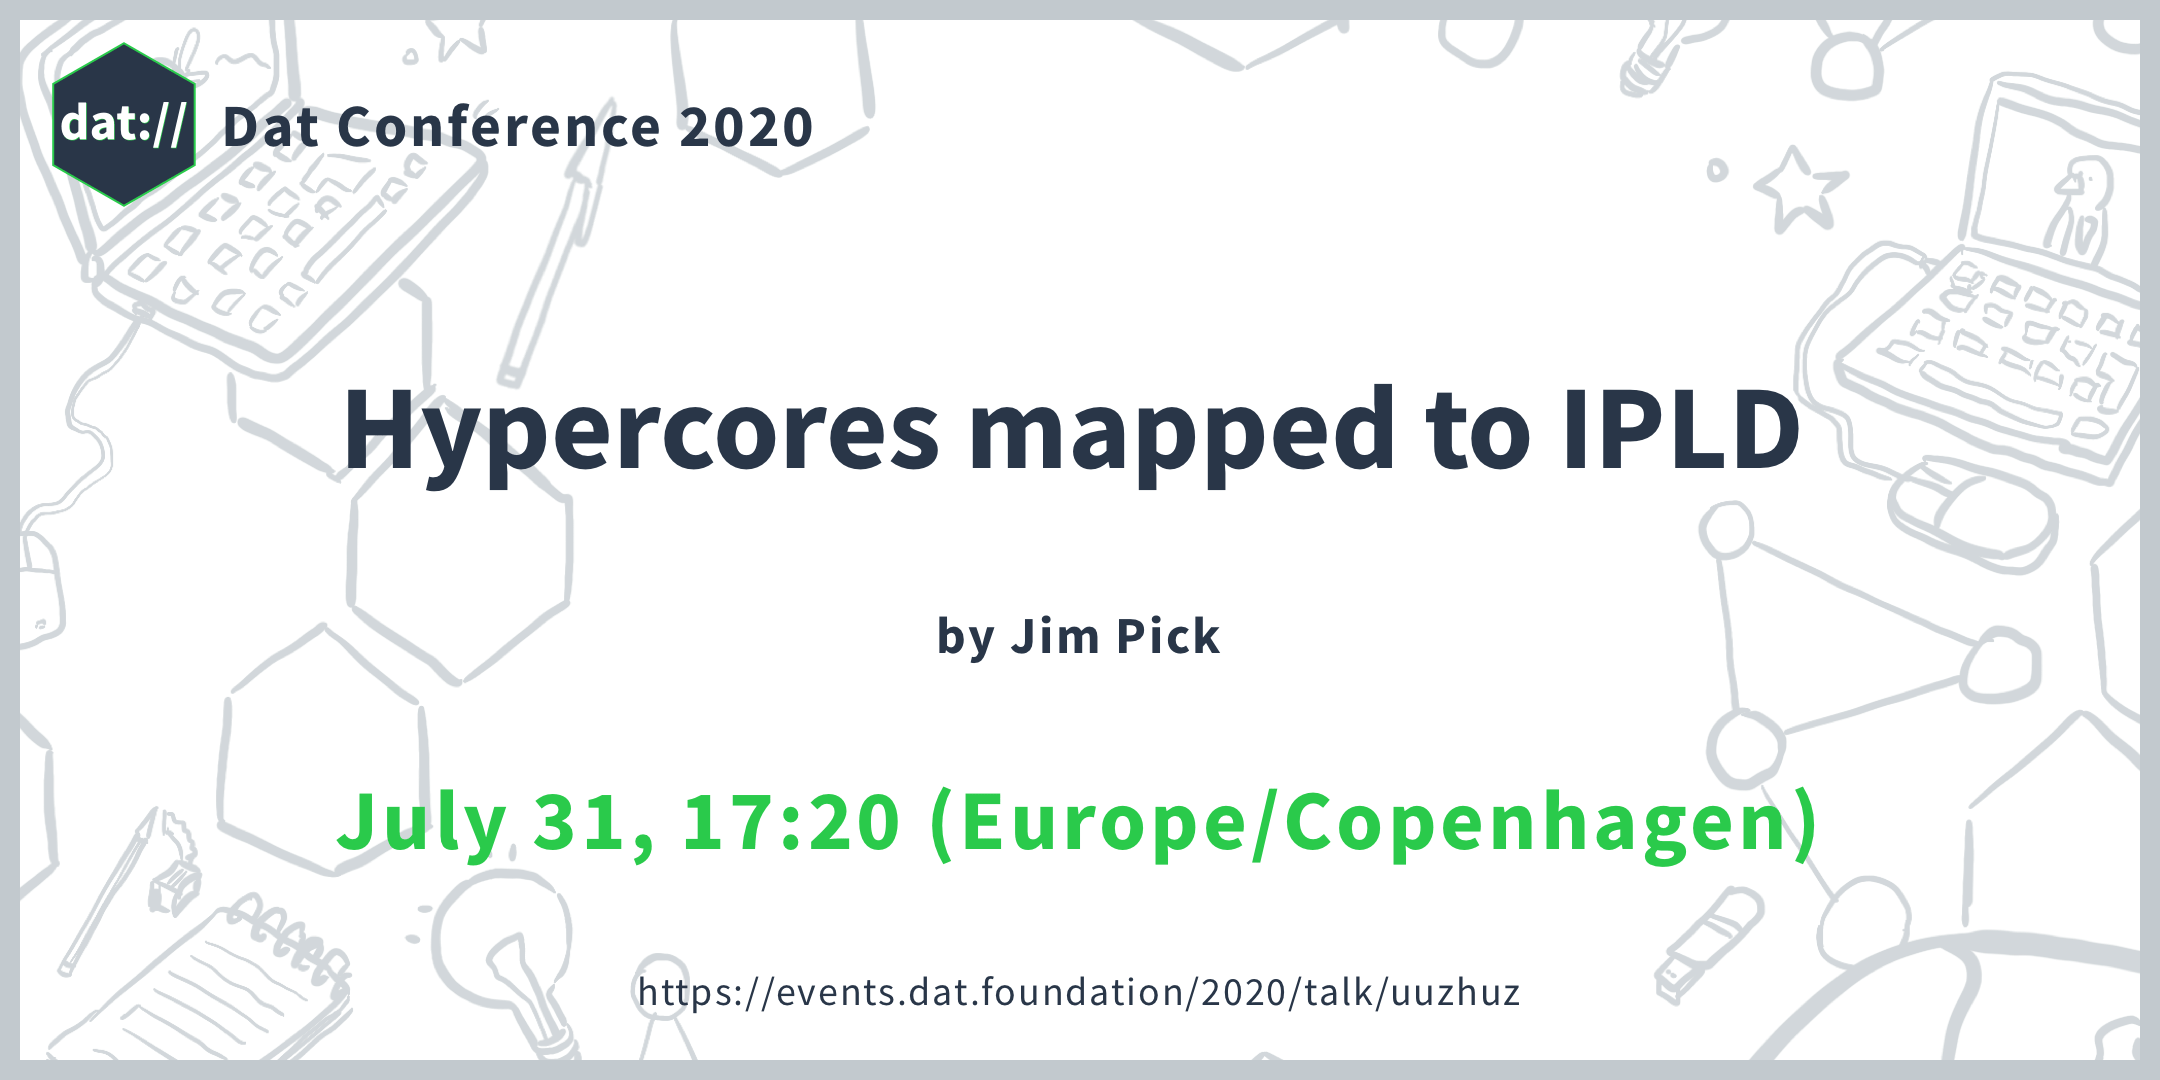 dat://
Dat Conference 2020
Hypercores mapped to IPLD
by Jim Pick
July 31, 17:20 (Europe/Copenhagen)
https://events.dat.foundation/2020/talk/uuzhuz